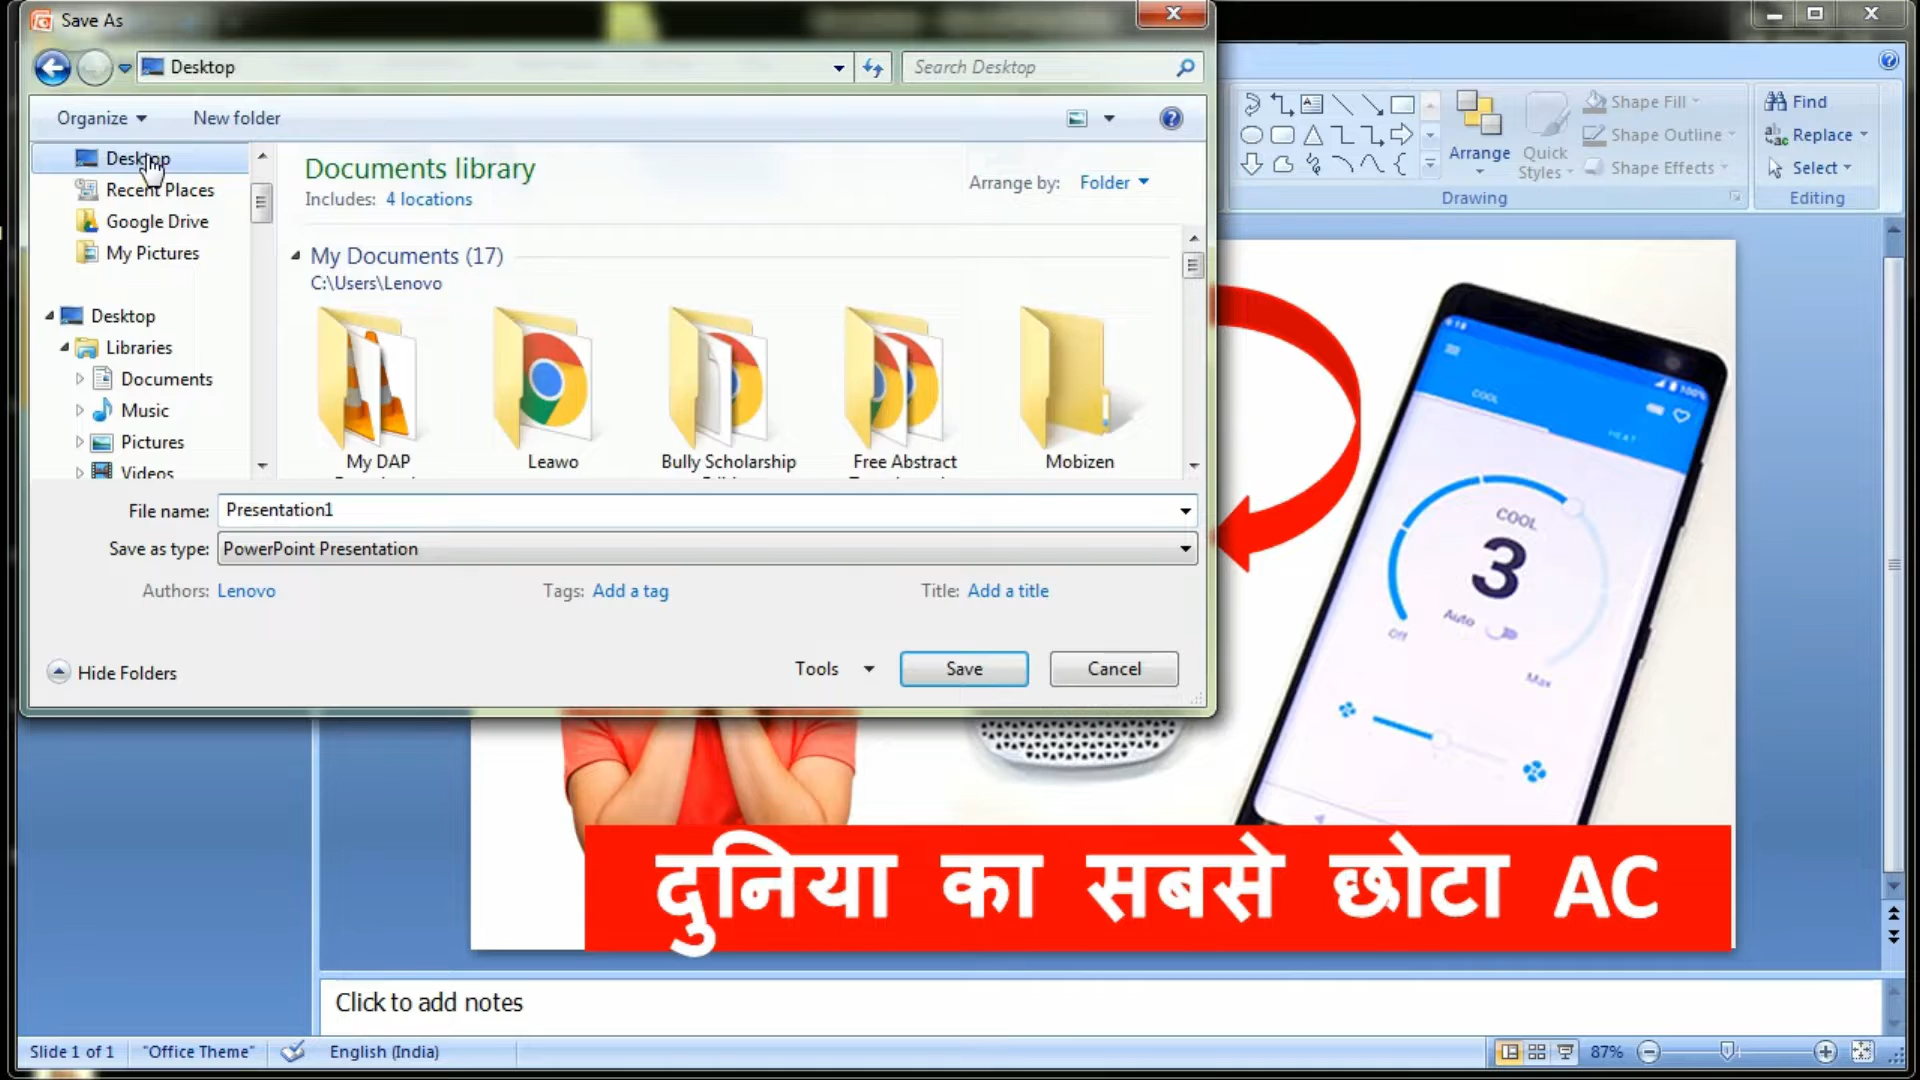 Save As
Desktop
Search Desktop
Organize
New folder
Desktop
Recent Places
Google Drive
My Pictures
Desktop
Libraries
Documents
Music
Pictures
Videos
Documents library
Includes: 4 locations
Arrange by: Folder
My Documents (17)
C:\Users\Lenovo
My DAP
Leawo
Bully Scholarship
Free Abstract
Mobizen
File name: Presentation1
Save as type: PowerPoint Presentation
Authors: Lenovo
Tags: Add a tag
Title: Add a title
Hide Folders
Tools
Save
Cancel
Arrange
Quick
Styles
Shape Fill
Shape Outline
Shape Effects
Drawing
Find
Replace
Select
Editing
100%
COOL
HEAT
COOL
3
Auto
Off
Max
दुनिया का सबसे छोटा AC
Click to add notes
Slide 1 of 1
"Office Theme"
English (India)
87%